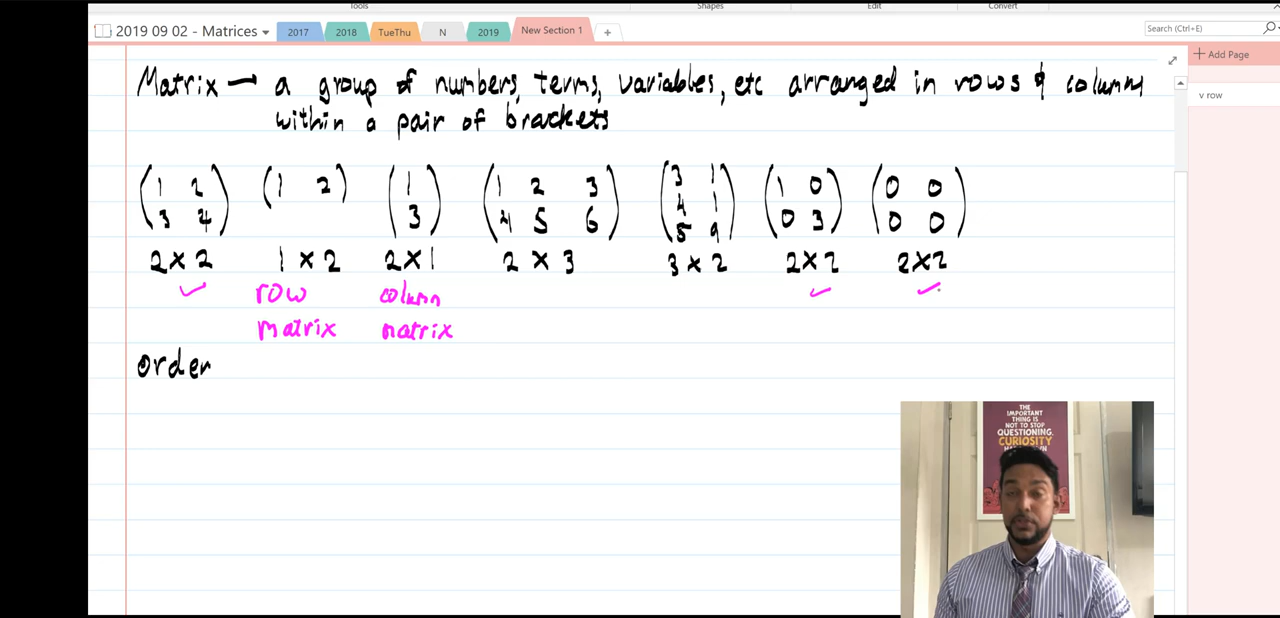 Tools Shapes Edit Convert
2019 09 02 - Matrices 2017 2018 TueThu N 2019 New Section 1 + Search (Ctrl+E)
+ Add Page
v row
Matrix — a group of numbers, terms, variables, etc arranged in rows & column
within a pair of brackets
(1 2 (1 2) (1 (1 2 3 (3 1 (1 0 (0 0
4 1
3 4) 3) 4 5 6) 5 9) 0 3) 0 0)
2 x 2 1 x 2 2 x 1 2 x 3 3 x 2 2 x 2 2 x 2
✓ row column ✓ ✓
matrix matrix
order
THE
IMPORTANT
THING IS
NOT TO STOP
QUESTIONING.
CURIOSITY